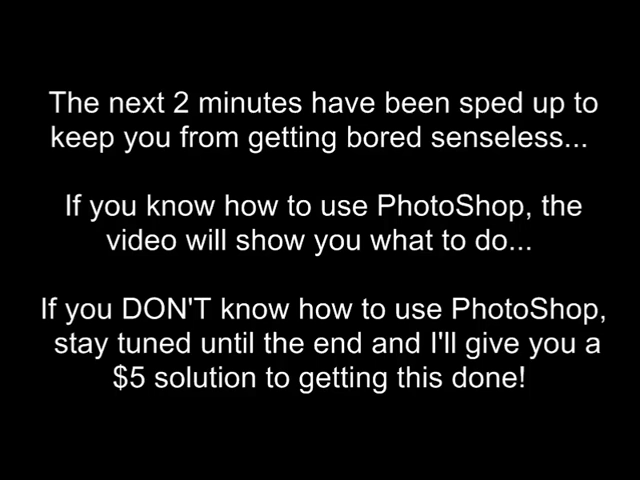 The next 2 minutes have been sped up to
keep you from getting bored senseless...
If you know how to use PhotoShop, the
video will show you what to do...
If you DON'T know how to use PhotoShop,
stay tuned until the end and I'll give you a
$5 solution to getting this done!